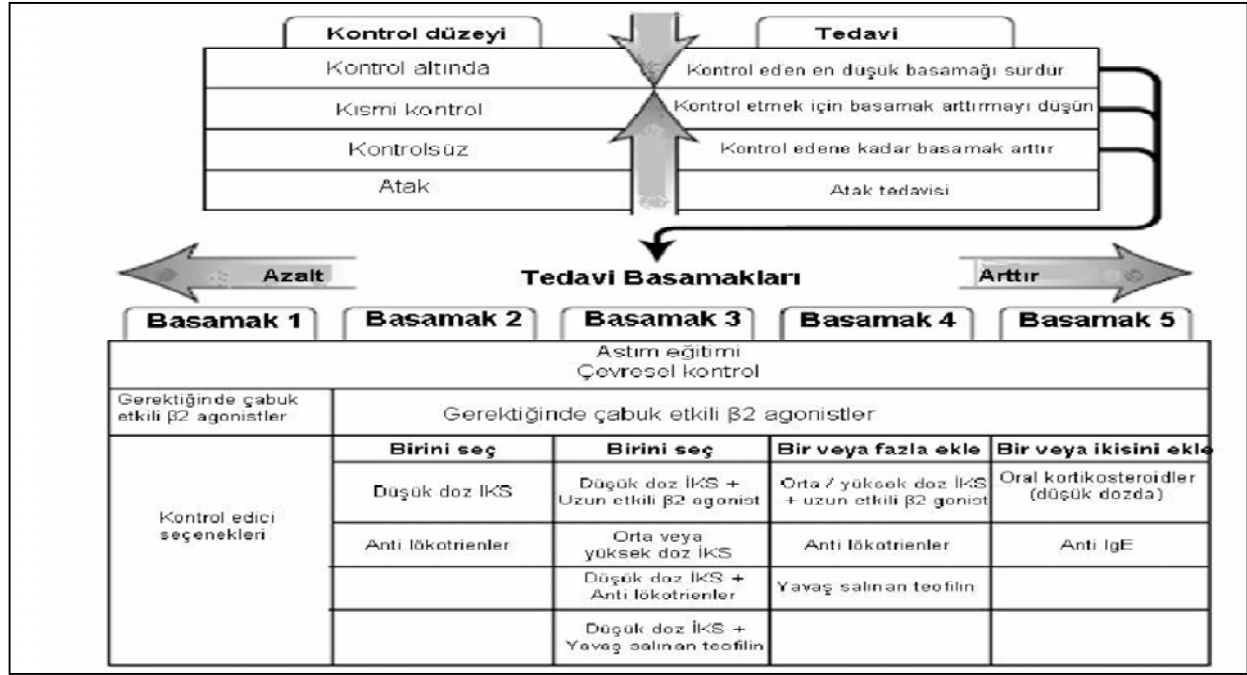 Kontrol düzeyi
Tedavi
Kontrol altında
Kontrol eden en düşük basamağı sürdür
Kısmi kontrol
Kontrol etmek için basamak arttırmayı düşün
Kontrolsüz
Kontrol edene kadar basamak arttır
Atak
Atak tedavisi
Azalt
Tedavi Basamakları
Arttır
Basamak 1
Basamak 2
Basamak 3
Basamak 4
Basamak 5
Astım eğitimi
Çevresel kontrol
Gerektiğinde çabuk
etkili β2 agonistler
Gerektiğinde çabuk etkili β2 agonistler
Kontrol edici
seçenekleri
Birini seç
Birini seç
Bir veya fazla ekle
Bir veya ikisini ekle
Düşük doz İKS
Düşük doz İKS +
Uzun etkili β2 agonist
Orta / yüksek doz İKS
+ uzun etkili β2 gonist
Oral kortikosteroidler
(düşük dozda)
Anti lökotrienler
Orta veya
yüksek doz İKS
Anti lökotrienler
Anti IgE
Düşük doz İKS +
Anti lökotrienler
Yavaş salınan teofilin
Düşük doz İKS +
Yavaş salınan teofilin